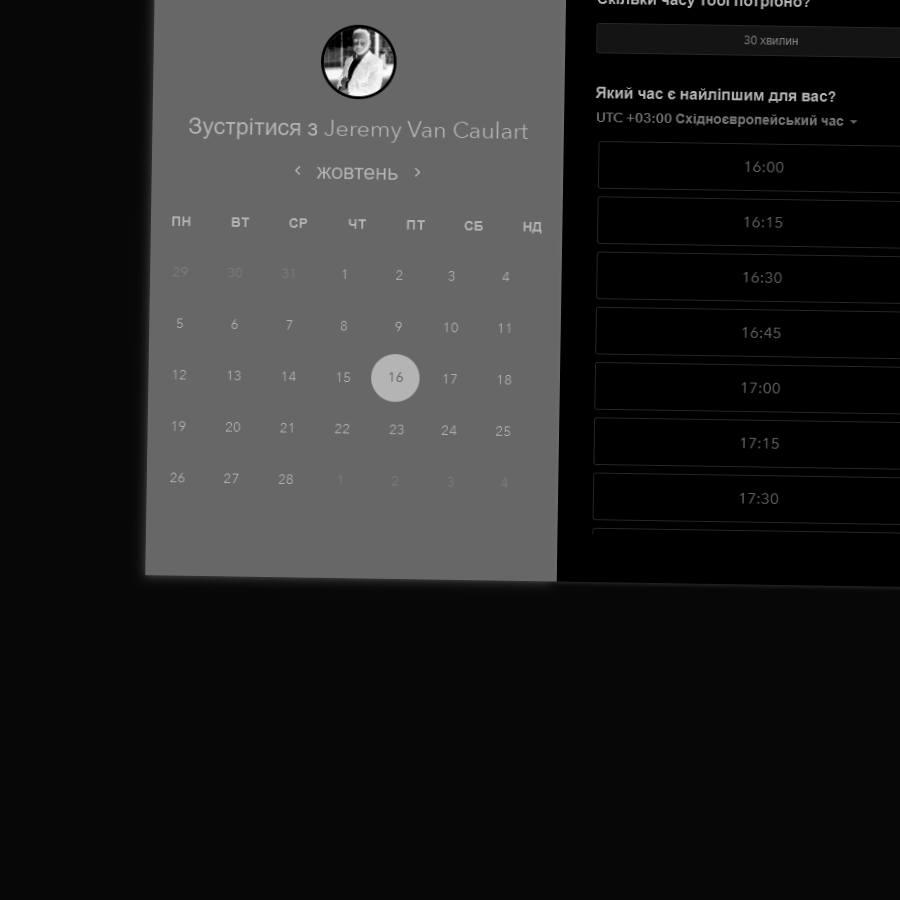 Зустрітися з Jeremy Van Caulart
жовтень
ПН ВТ СР ЧТ ПТ СБ НД
29 30 31 1 2 3 4
5 6 7 8 9 10 11
12 13 14 15 16 17 18
19 20 21 22 23 24 25
26 27 28 1 2 3 4
Скільки часу тобі потрібно?
30 хвилин
Який час є найліпшим для вас?
UTC +03:00 Східноєвропейський час
16:00
16:15
16:30
16:45
17:00
17:15
17:30